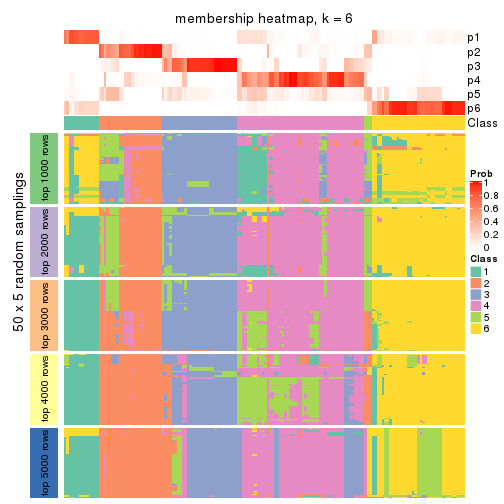 membership heatmap, k = 6
p1
p2
p3
p4
p5
p6
Class
50 x 5 random samplings
top 1000 rows
top 2000 rows
top 3000 rows
top 4000 rows
top 5000 rows
Prob
1
0.8
0.6
0.4
0.2
0
Class
1
2
3
4
5
6